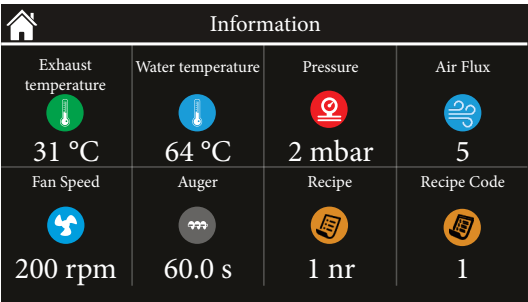 Information
Exhaust
temperature
Water temperature
Pressure
Air Flux
31 °C
64 °C
2 mbar
5
Fan Speed
Auger
Recipe
Recipe Code
200 rpm
60.0 s
1 nr
1